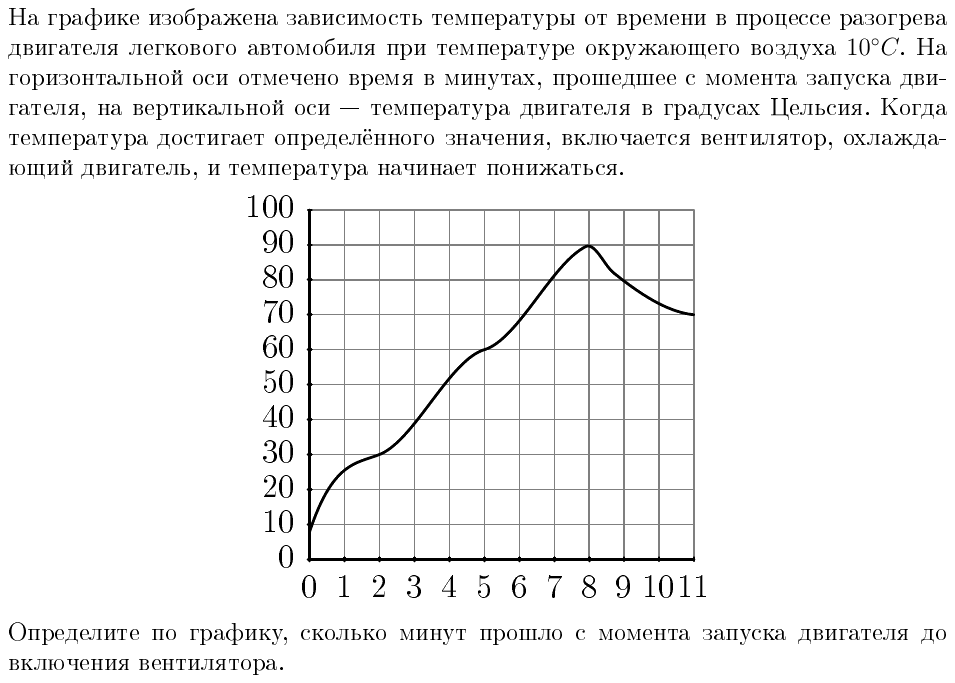 На графике изображена зависимость температуры от времени в процессе разогрева
двигателя легкового автомобиля при температуре окружающего воздуха 10°C. На
горизонтальной оси отмечено время в минутах, прошедшее с момента запуска дви-
гателя, на вертикальной оси — температура двигателя в градусах Цельсия. Когда
температура достигает определённого значения, включается вентилятор, охлажда-
ющий двигатель, и температура начинает понижаться.
100
90
80
70
60
50
40
30
20
10
0
0 1 2 3 4 5 6 7 8 9 10 11
Определите по графику, сколько минут прошло с момента запуска двигателя до
включения вентилятора.